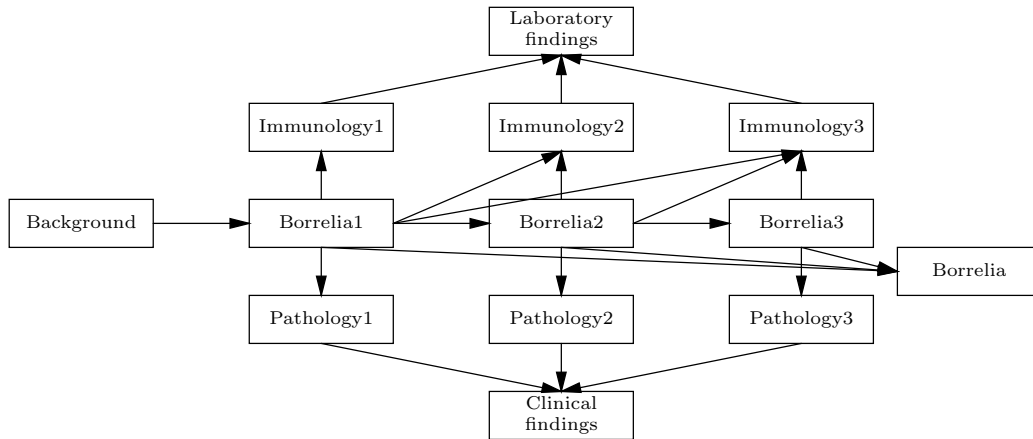 Laboratory
findings
Immunology1
Immunology2
Immunology3
Background
Borrelia1
Borrelia2
Borrelia3
Borrelia
Pathology1
Pathology2
Pathology3
Clinical
findings